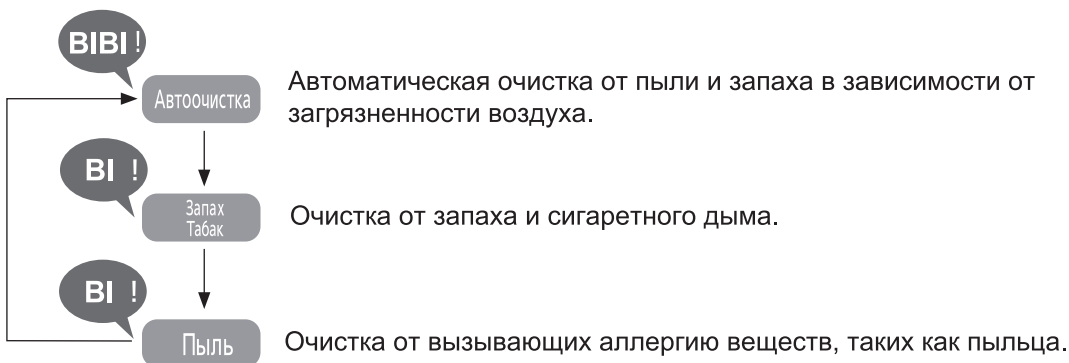 BIBI !
Автоочистка
Автоматическая очистка от пыли и запаха в зависимости от
загрязненности воздуха.
BI !
Запах
Табак
Очистка от запаха и сигаретного дыма.
BI !
Пыль
Очистка от вызывающих аллергию веществ, таких как пыльца.